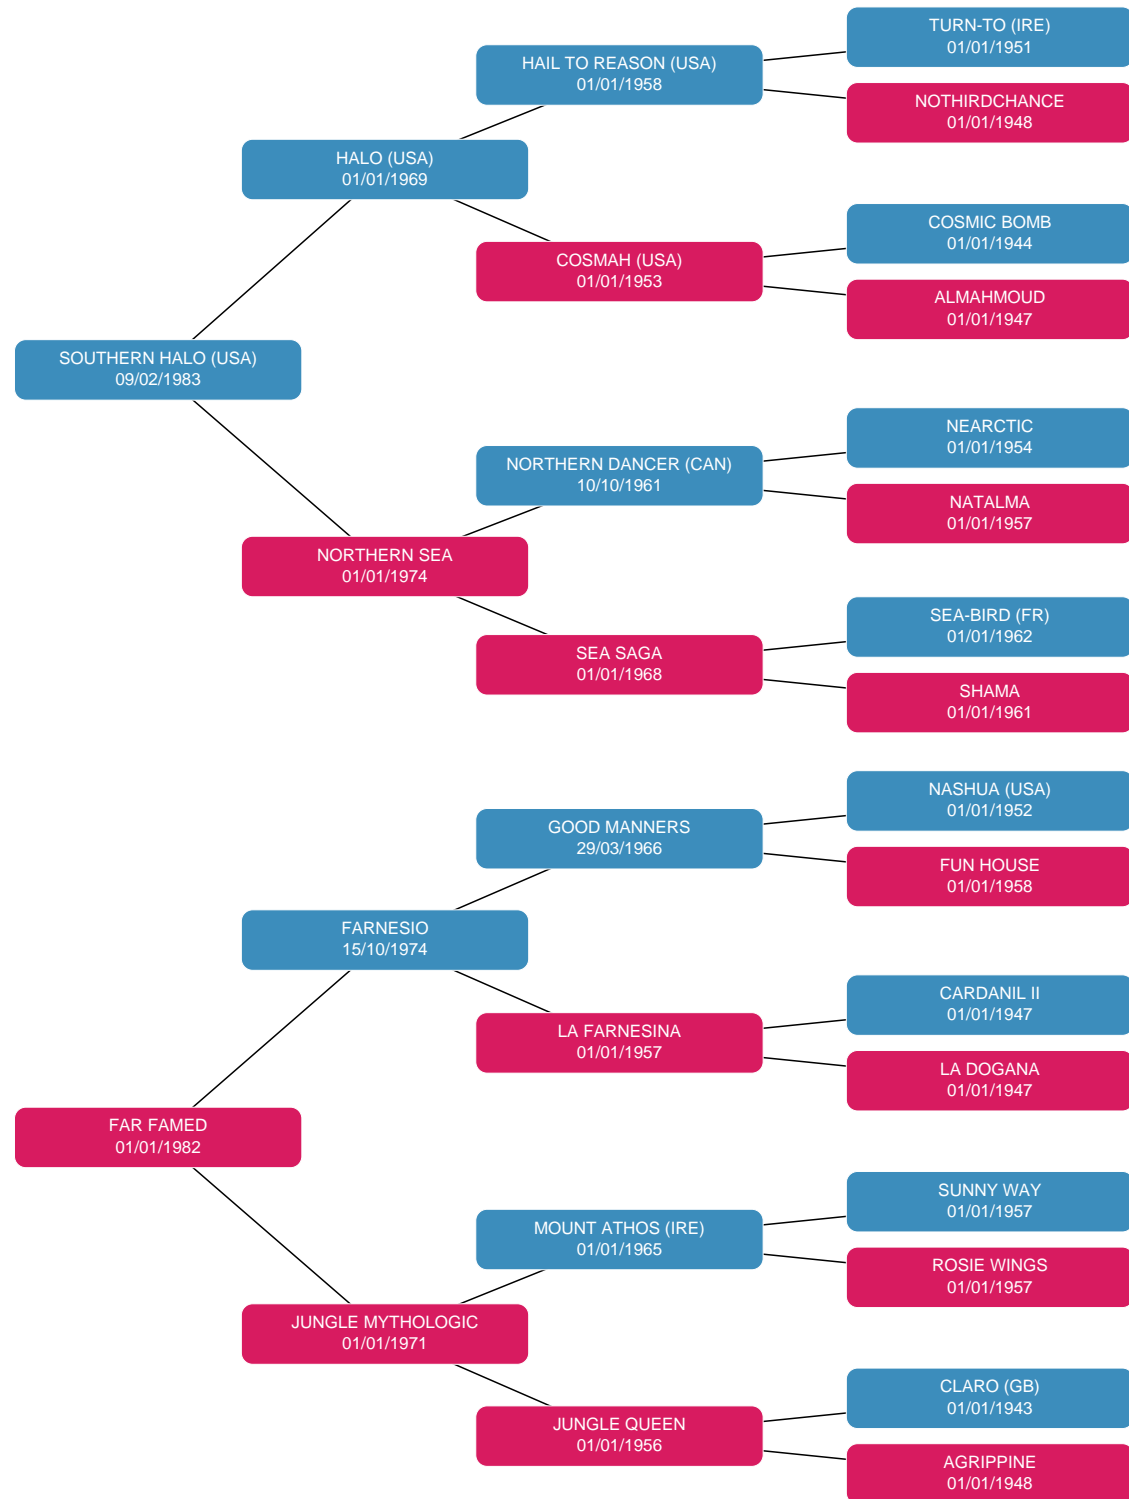 TURN-TO (IRE)
01/01/1951
HAIL TO REASON (USA)
01/01/1958
NOTHIRDCHANCE
01/01/1948
HALO (USA)
01/01/1969
COSMIC BOMB
01/01/1944
COSMAH (USA)
01/01/1953
ALMAHMOUD
01/01/1947
SOUTHERN HALO (USA)
09/02/1983
NEARCTIC
01/01/1954
NORTHERN DANCER (CAN)
10/10/1961
NATALMA
01/01/1957
NORTHERN SEA
01/01/1974
SEA-BIRD (FR)
01/01/1962
SEA SAGA
01/01/1968
SHAMA
01/01/1961
NASHUA (USA)
01/01/1952
GOOD MANNERS
29/03/1966
FUN HOUSE
01/01/1958
FARNESIO
15/10/1974
CARDANIL II
01/01/1947
LA FARNESINA
01/01/1957
LA DOGANA
01/01/1947
FAR FAMED
01/01/1982
SUNNY WAY
01/01/1957
MOUNT ATHOS (IRE)
01/01/1965
ROSIE WINGS
01/01/1957
JUNGLE MYTHOLOGIC
01/01/1971
CLARO (GB)
01/01/1943
JUNGLE QUEEN
01/01/1956
AGRIPPINE
01/01/1948